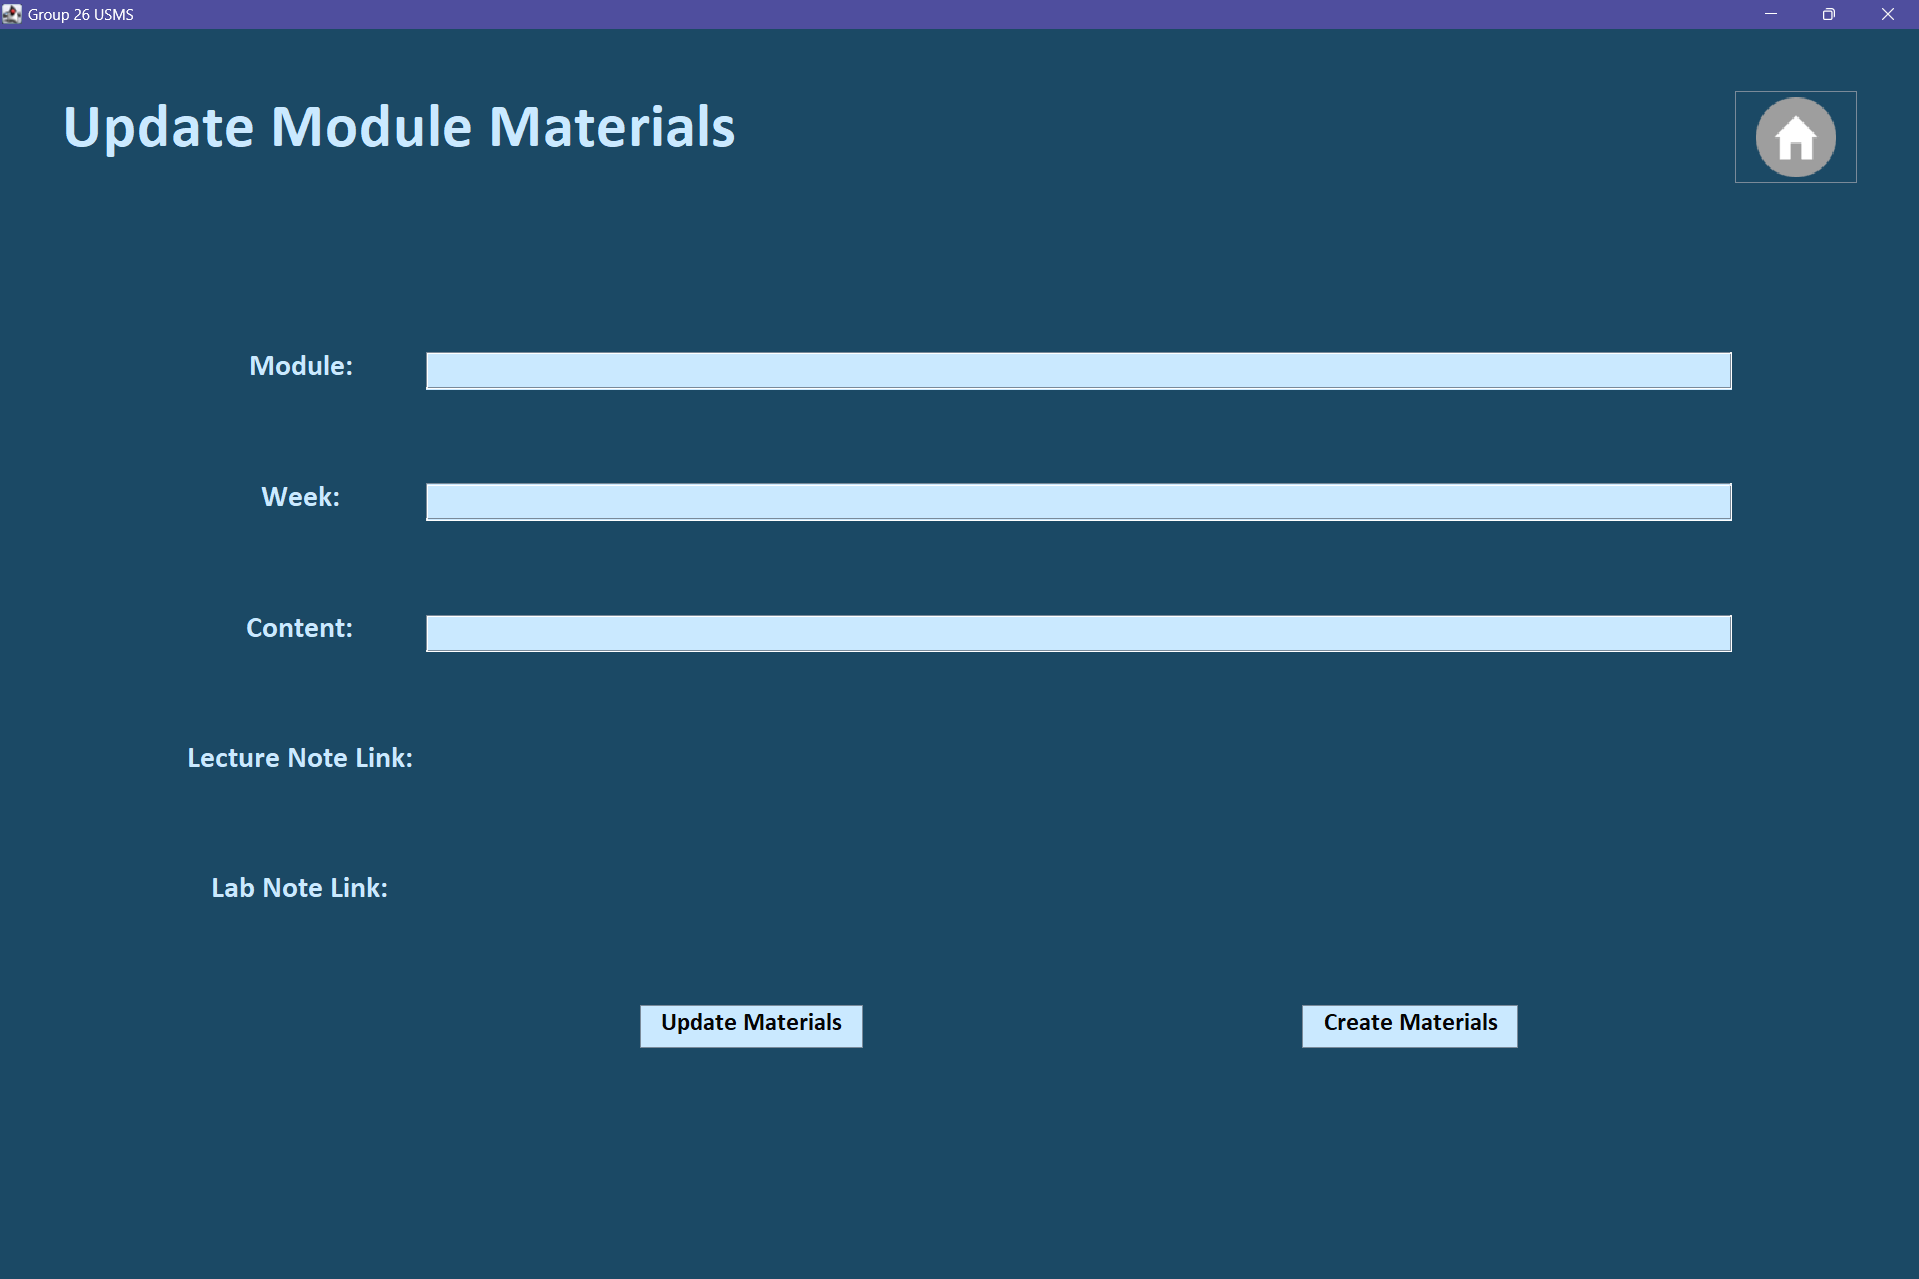 Group 26 USMS
Update Module Materials
Module:
Week:
Content:
Lecture Note Link:
Lab Note Link:
Update Materials
Create Materials